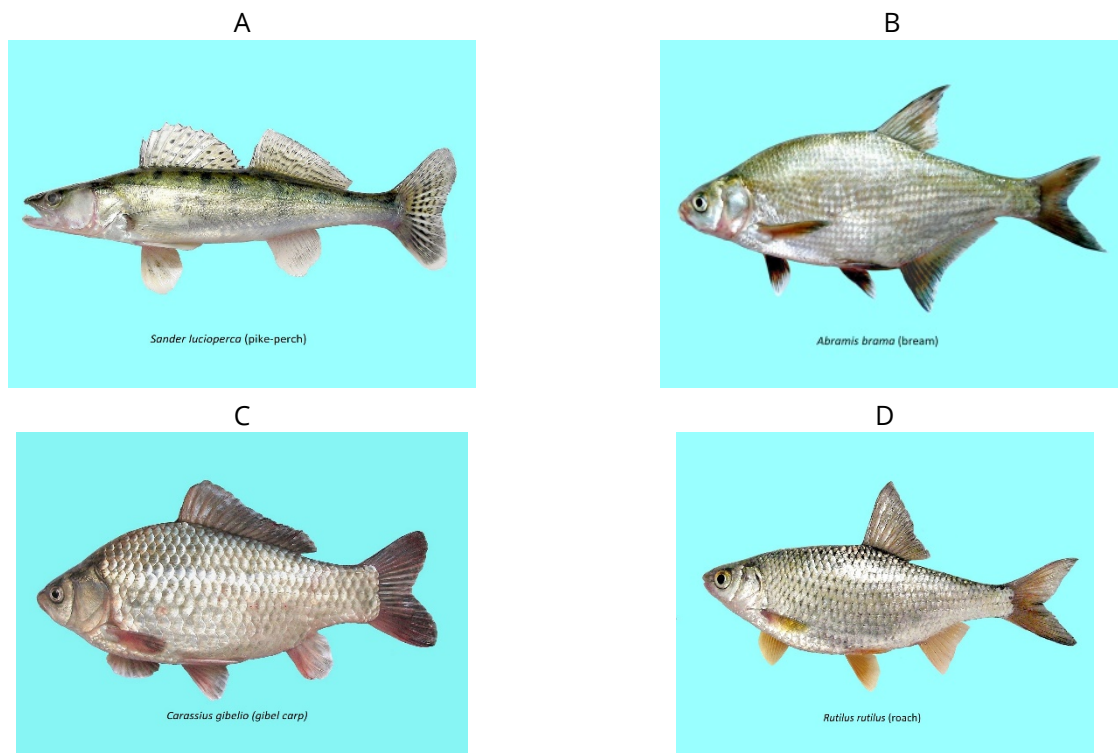 A
B
Sander lucioperca (pike-perch)
Abramis brama (bream)
C
D
Carassius gibelio (gibel carp)
Rutilus rutilus (roach)